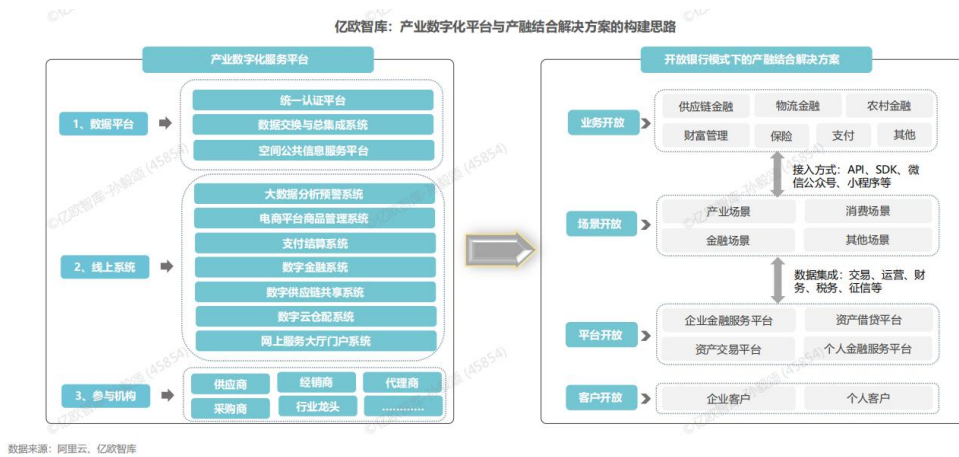 亿欧智库：产业数字化平台与产融结合解决方案的构建思路
产业数字化服务平台
1、数据平台
统一认证平台
数据交换与总集成系统
空间公共信息服务平台
2、线上系统
大数据分析预警系统
电商平台商品管理系统
支付结算系统
数字金融系统
数字供应链共享系统
数字云仓配系统
网上服务大厅门户系统
3、参与机构
供应商 经销商 代理商
采购商 行业龙头 …………
开放银行模式下的产融结合解决方案
业务开放
供应链金融 物流金融 农村金融
财富管理 保险 支付 其他
接入方式：API、SDK、微
信公众号、小程序等
场景开放
产业场景 消费场景
金融场景 其他场景
数据集成：交易、运营、财
务、税务、征信等
平台开放
企业金融服务平台 资产借贷平台
资产交易平台 个人金融服务平台
客户开放
企业客户 个人客户
数据来源：阿里云、亿欧智库
©亿欧智库-孙毅颂 (45854)